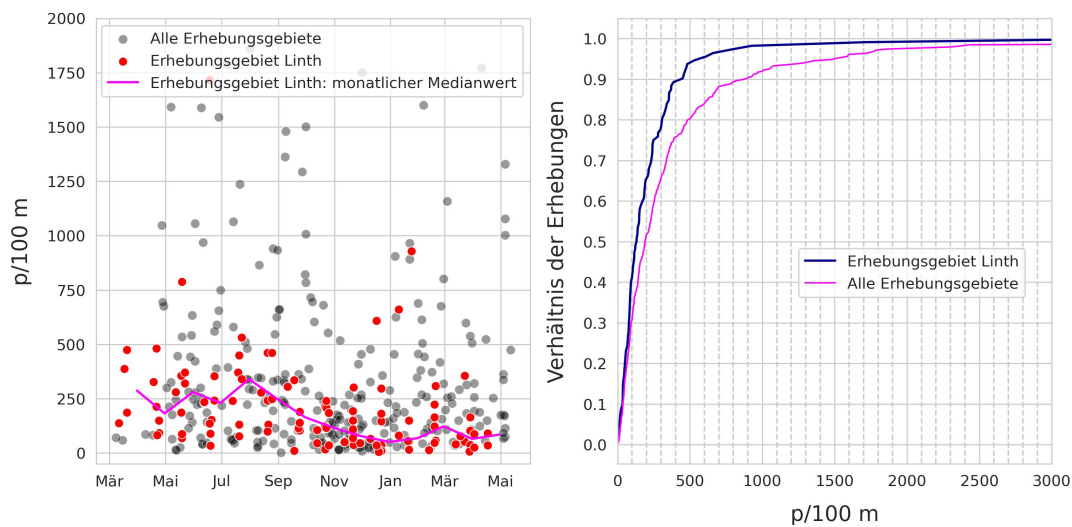 2000
1750
1500
1250
1000
750
500
250
0
p/100 m
Alle Erhebungsgebiete
Erhebungsgebiet Linth
Erhebungsgebiet Linth: monatlicher Medianwert
Mär Mai Jul Sep Nov Jan Mär Mai
1.0
0.9
0.8
0.7
0.6
0.5
0.4
0.3
0.2
0.1
0.0
Verhältnis der Erhebungen
Erhebungsgebiet Linth
Alle Erhebungsgebiete
0 500 1000 1500 2000 2500 3000
p/100 m